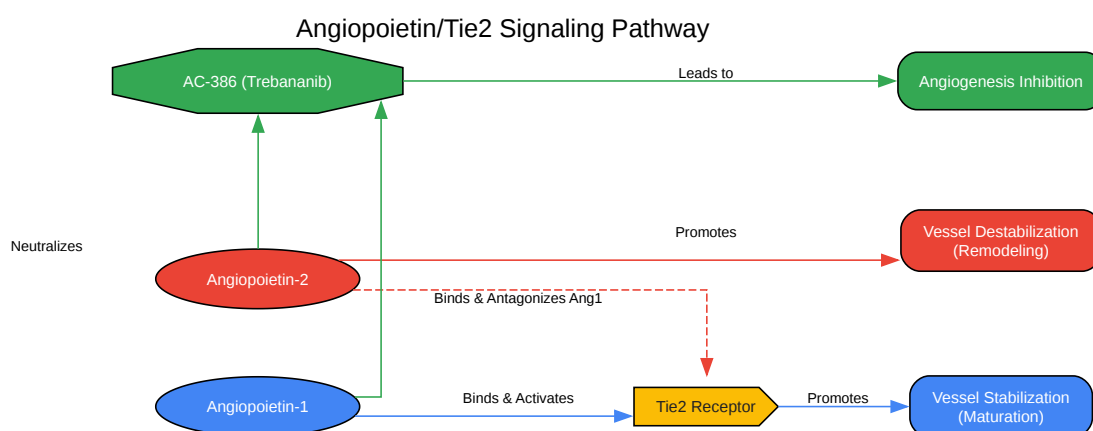 Angiopoietin/Tie2 Signaling Pathway
AC-386 (Trebananib)
Leads to
Angiogenesis Inhibition
Neutralizes
Promotes
Vessel Destabilization
(Remodeling)
Angiopoietin-2
Binds & Antagonizes Ang1
Angiopoietin-1
Binds & Activates
Tie2 Receptor
Promotes
Vessel Stabilization
(Maturation)